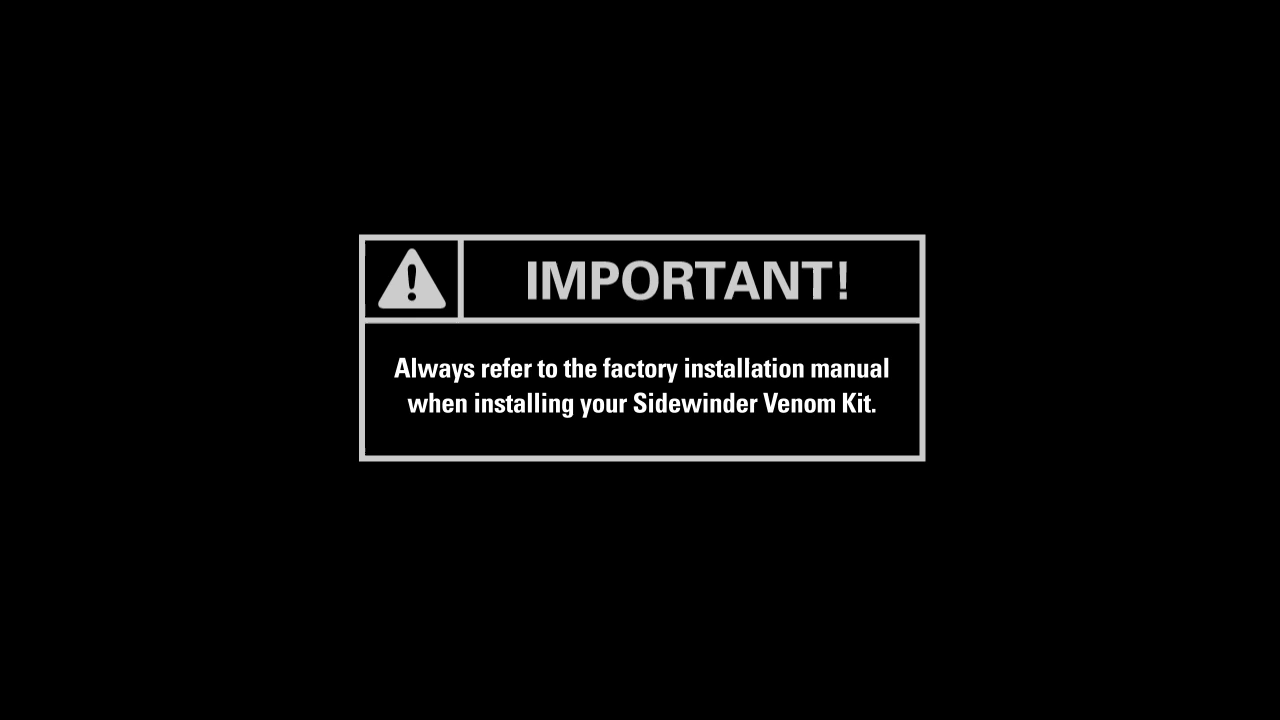 IMPORTANT!
Always refer to the factory installation manual
when installing your Sidewinder Venom Kit.